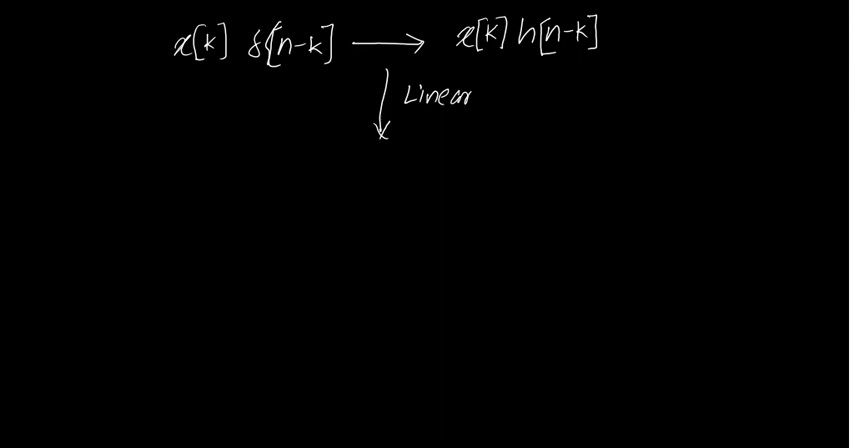 x[k] δ[n-k] → x[k] h[n-k]
↓ Linear